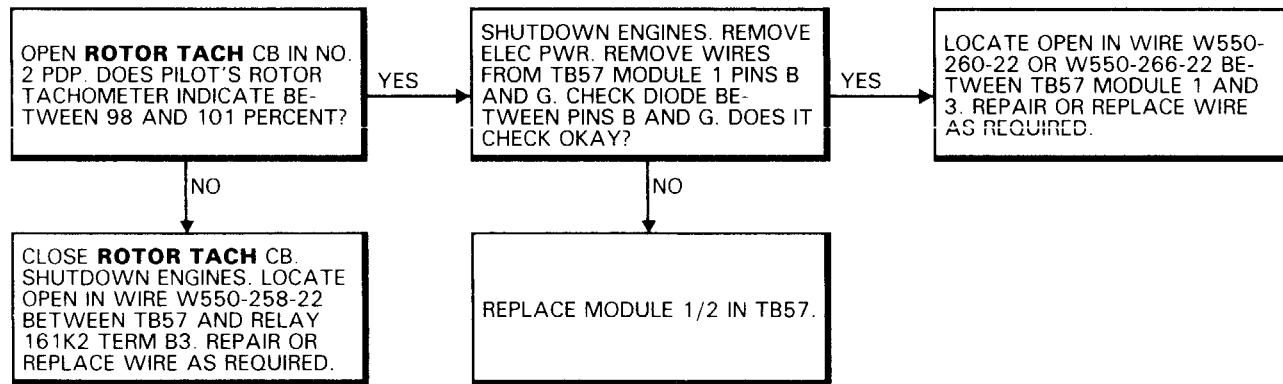 OPEN ROTOR TACH CB IN NO.
2 PDP. DOES PILOT'S ROTOR
TACHOMETER INDICATE BE-
TWEEN 98 AND 101 PERCENT?
YES
SHUTDOWN ENGINES. REMOVE
ELEC PWR. REMOVE WIRES
FROM TB57 MODULE 1 PINS B
AND G. CHECK DIODE BE-
TWEEN PINS B AND G. DOES IT
CHECK OKAY?
YES
LOCATE OPEN IN WIRE W550-
260-22 OR W550-266-22 BE-
TWEEN TB57 MODULE 1 AND
3. REPAIR OR REPLACE WIRE
AS REQUIRED.
NO
NO
CLOSE ROTOR TACH CB.
SHUTDOWN ENGINES. LOCATE
OPEN IN WIRE W550-258-22
BETWEEN TB57 AND RELAY
161K2 TERM B3. REPAIR OR
REPLACE WIRE AS REQUIRED.
REPLACE MODULE 1/2 IN TB57.